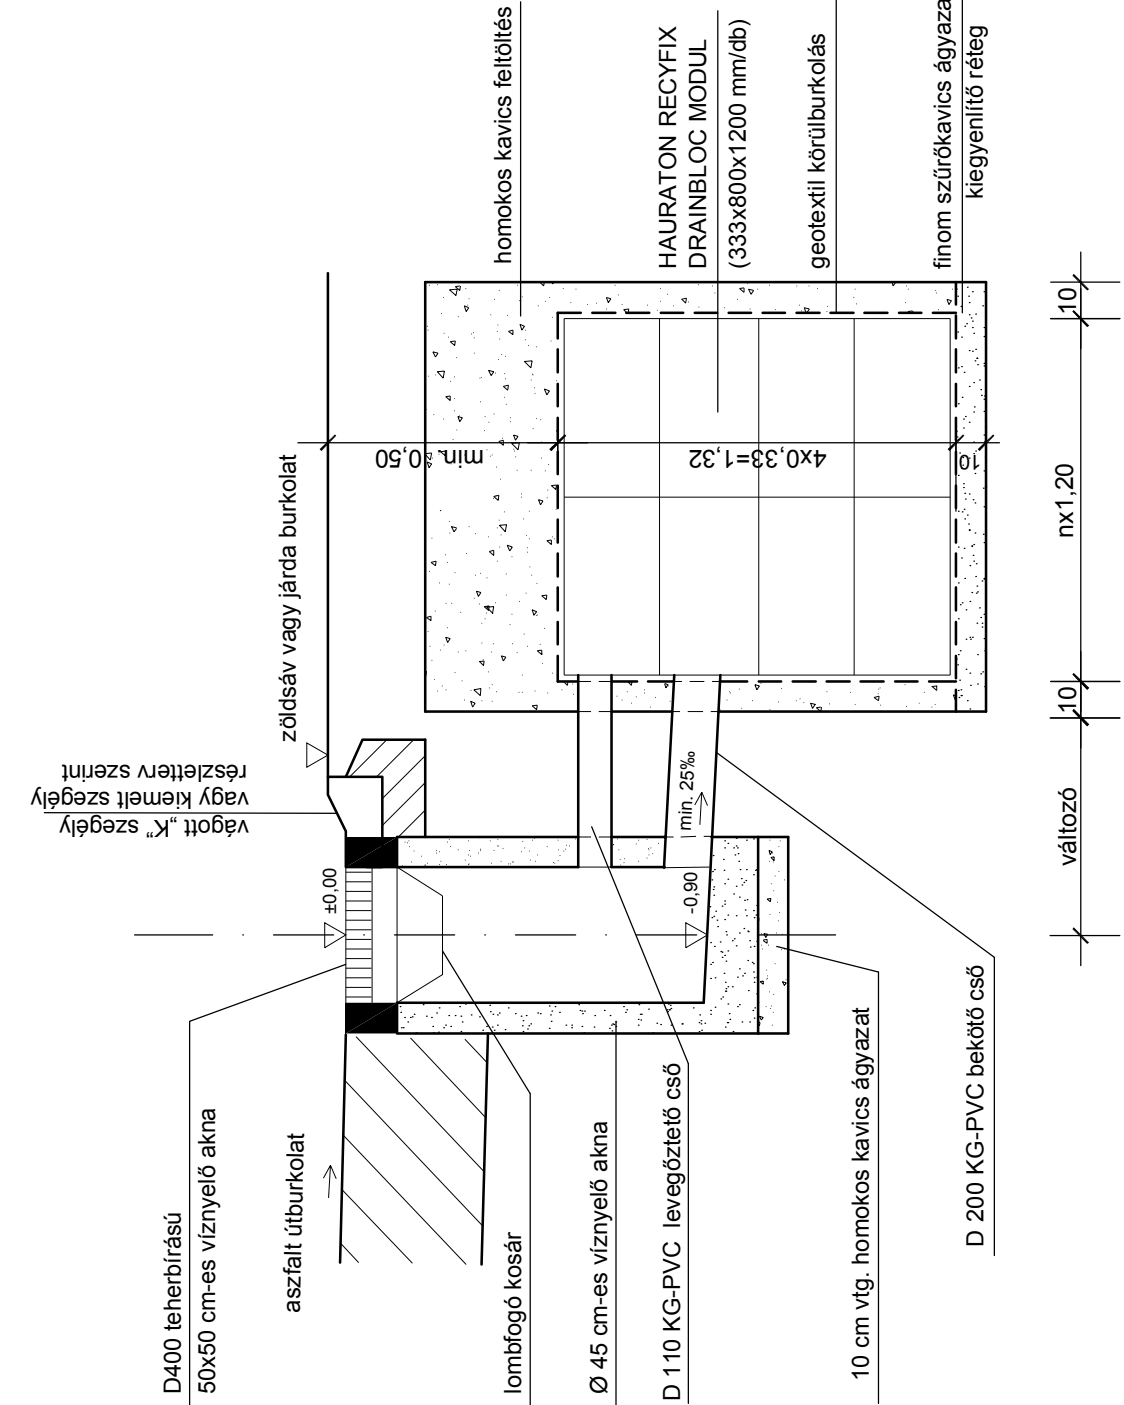 D400 teherbírású
50x50 cm-es víznyelő akna
aszfalt útburkolat
lombfogó kosár
Ø 45 cm-es víznyelő akna
D 110 KG-PVC levegőztető cső
10 cm vtg. homokos kavics ágyazat
D 200 KG-PVC bekötő cső
vágott „K” szegély
vagy kiemelt szegély
részletterv szerint
zöldsáv vagy járda burkolat
±0,00
-0,90
min. 25‰
min. 0,50
4x0,33=1,32
10
homokos kavics feltöltés
HAURATON RECYFIX
DRAINBLOC MODUL
(333x800x1200 mm/db)
geotextil körülburkolás
finom szűrőkavics ágyaza
kiegyenlítő réteg
változó
10
nx1,20
10